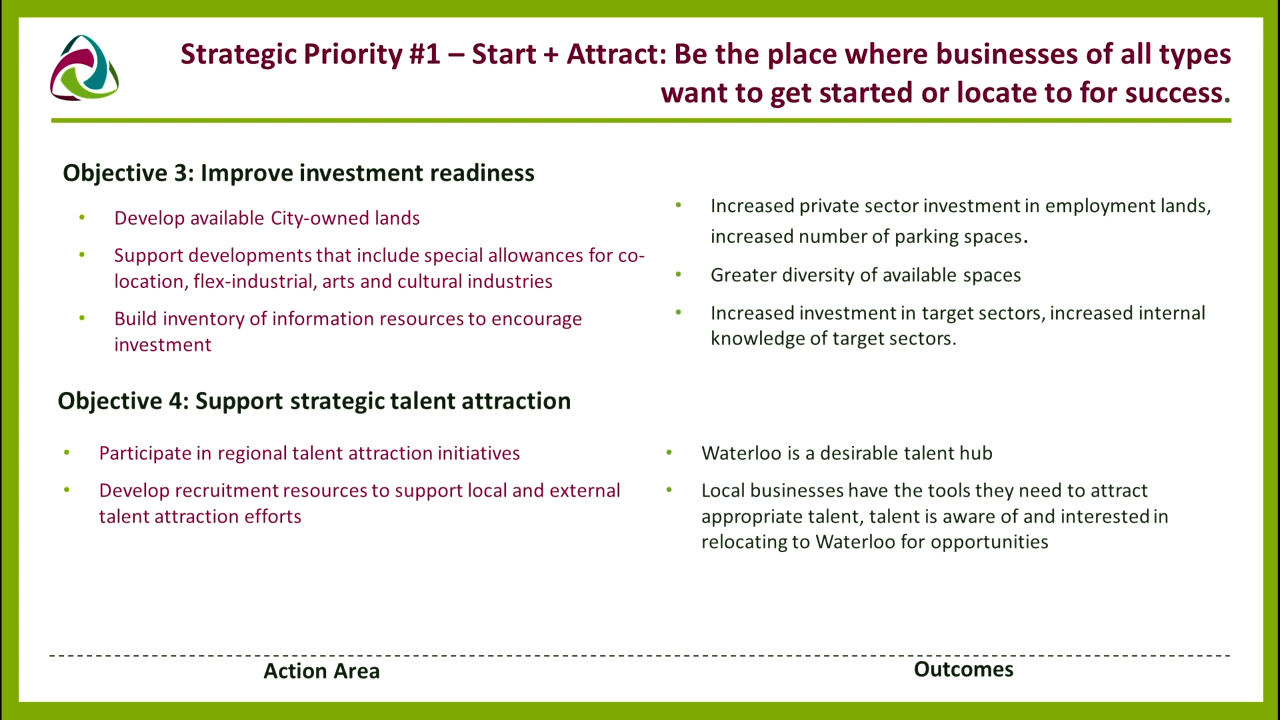 Strategic Priority #1 – Start + Attract: Be the place where businesses of all types
want to get started or locate to for success.
Objective 3: Improve investment readiness
• Develop available City-owned lands
• Support developments that include special allowances for co-
location, flex-industrial, arts and cultural industries
• Build inventory of information resources to encourage
investment
• Increased private sector investment in employment lands,
increased number of parking spaces.
• Greater diversity of available spaces
• Increased investment in target sectors, increased internal
knowledge of target sectors.
Objective 4: Support strategic talent attraction
• Participate in regional talent attraction initiatives
• Develop recruitment resources to support local and external
talent attraction efforts
• Waterloo is a desirable talent hub
• Local businesses have the tools they need to attract
appropriate talent, talent is aware of and interested in
relocating to Waterloo for opportunities
Action Area
Outcomes